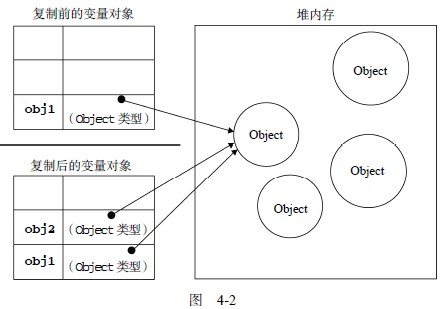 复制前的变量对象
obj1
（Object 类型）
复制后的变量对象
obj2
（Object 类型）
obj1
（Object 类型）
堆内存
Object
Object
Object
Object
图 4-2